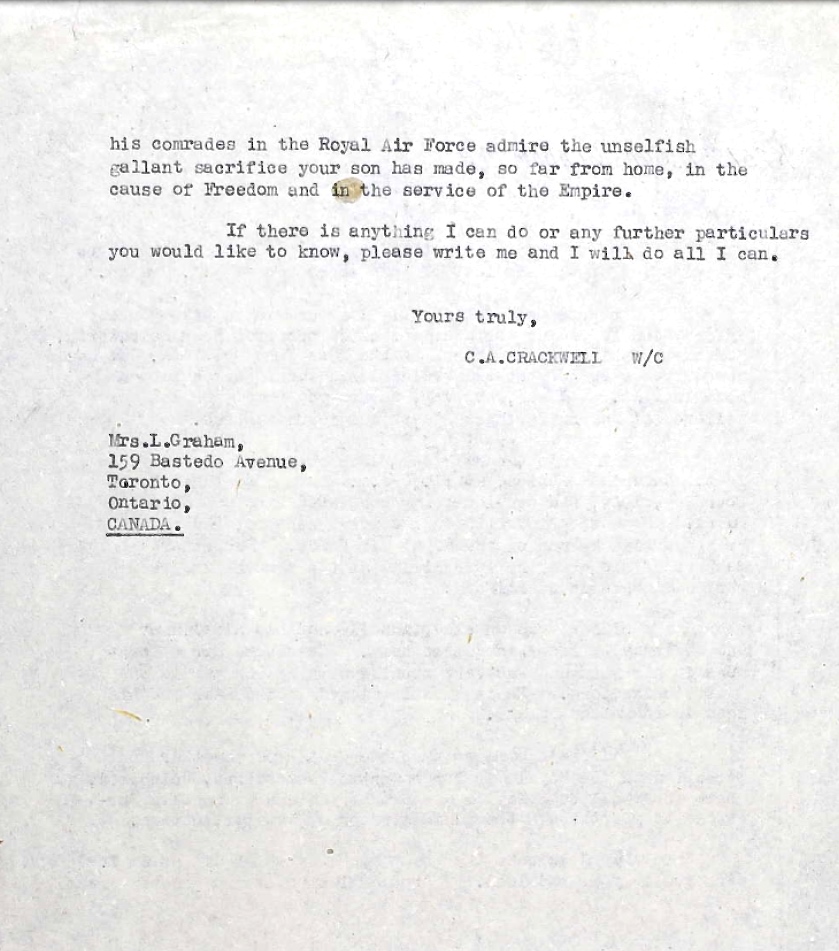 his comrades in the Royal Air Force admire the unselfish
gallant sacrifice your son has made, so far from home, in the
cause of Freedom and in the service of the Empire.
If there is anything I can do or any further particulars
you would like to know, please write me and I will do all I can.
Yours truly,
C.A.CRACKWELL W/C
Mrs.L.Graham,
159 Bastedo Avenue,
Toronto,
Ontario,
CANADA.